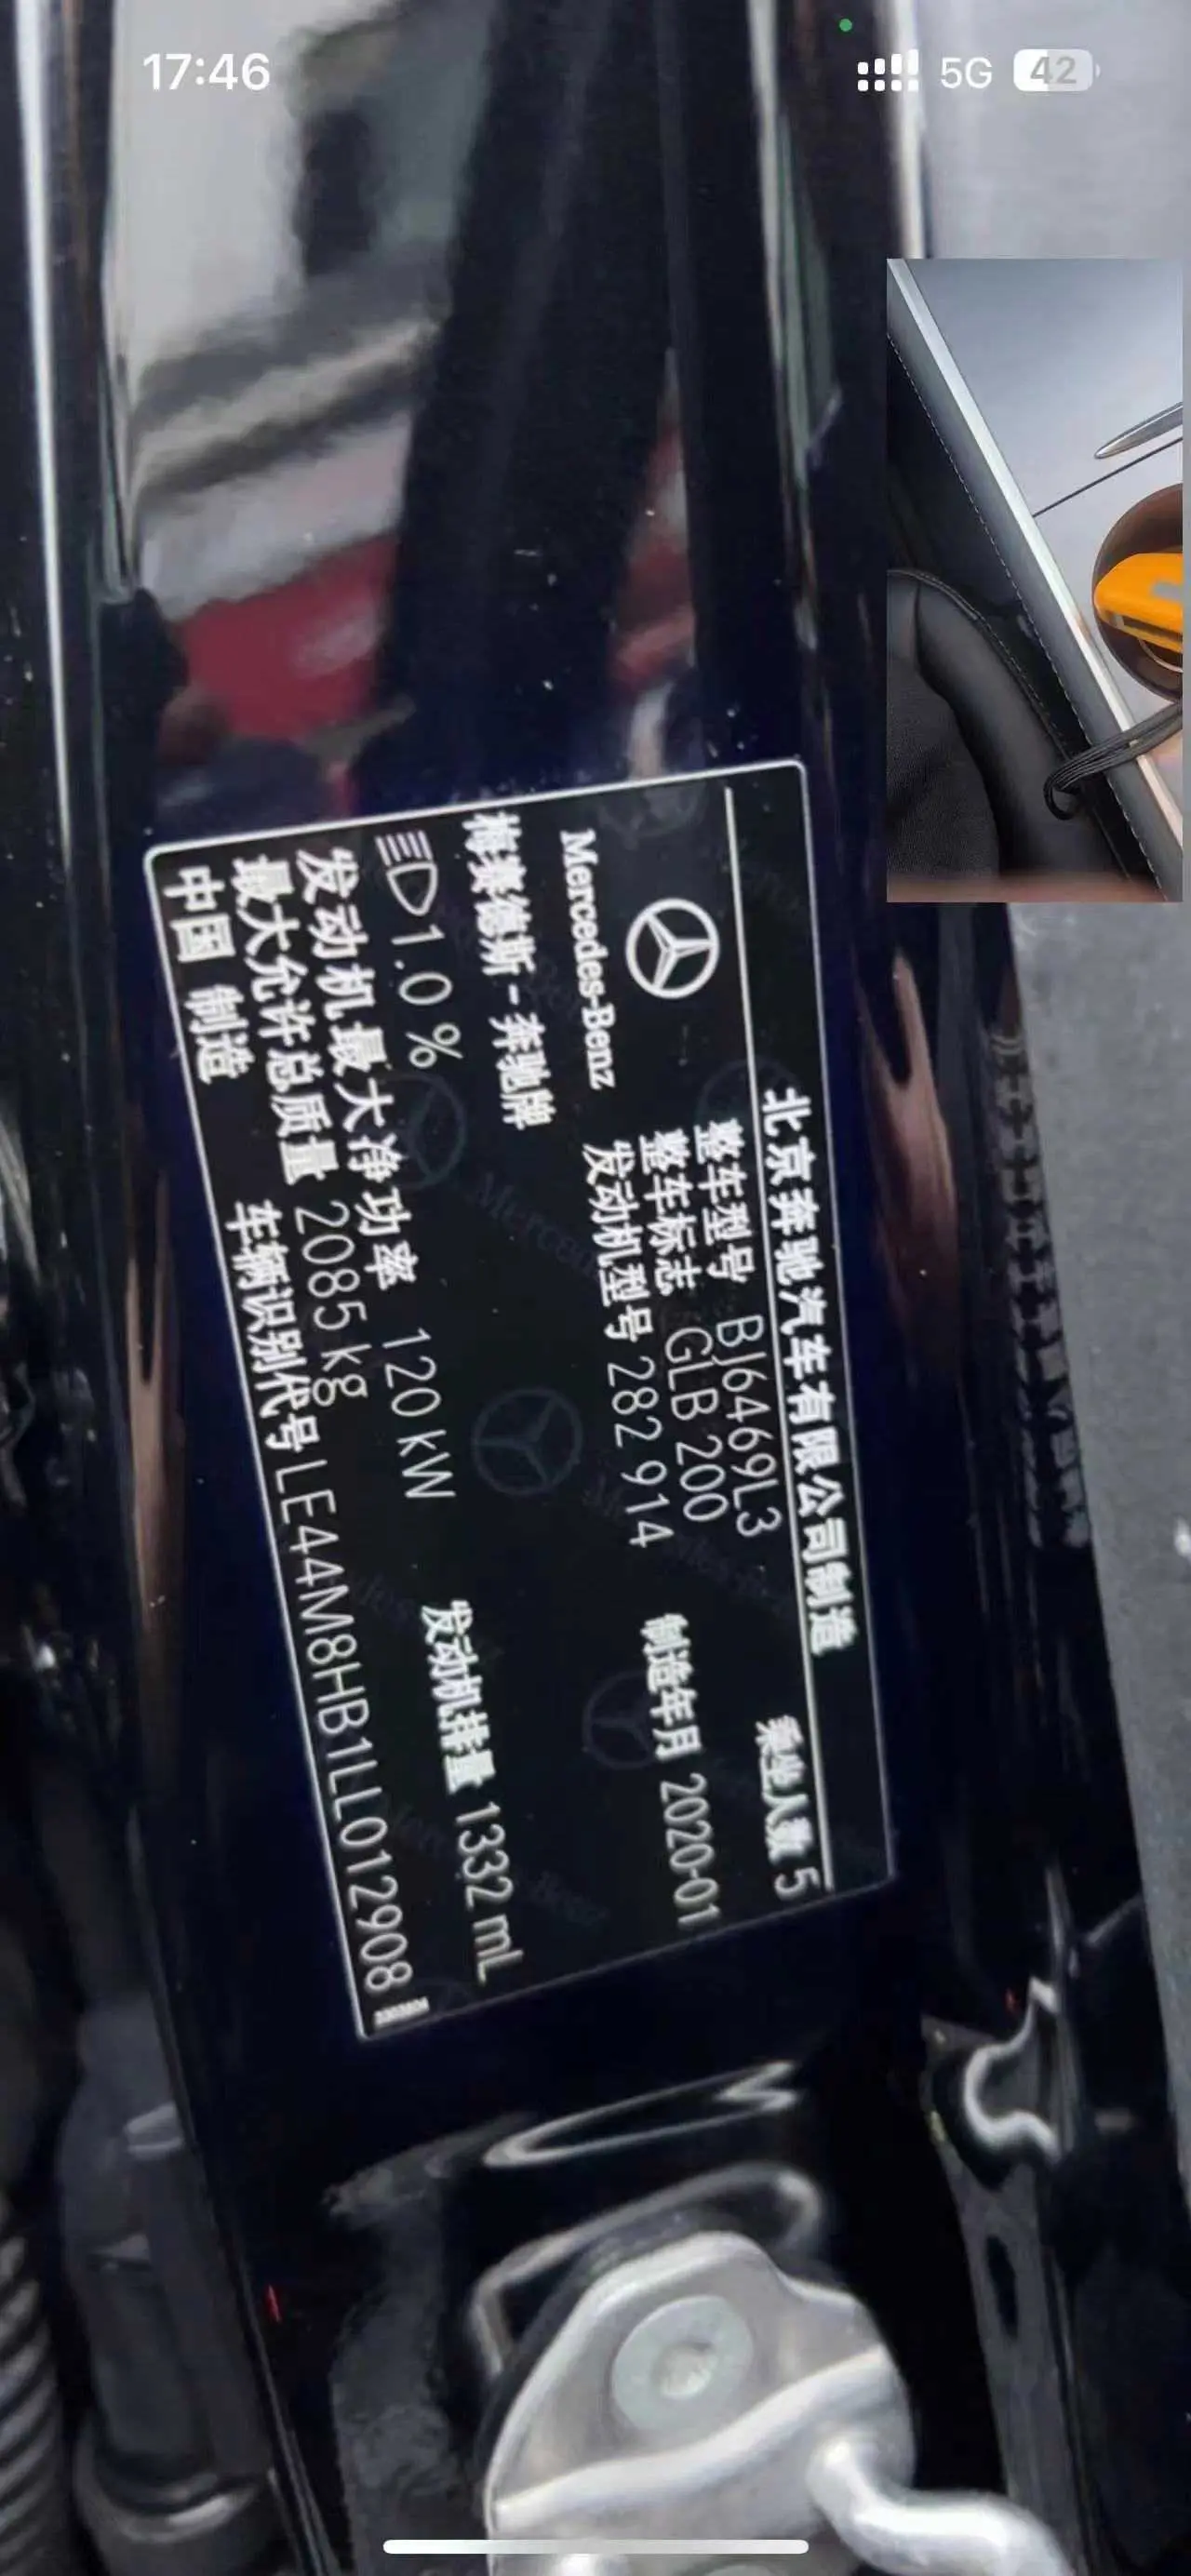 17:46
5G
42
北京奔驰汽车有限公司制造
整车型号 BJ6469L3
乘坐人数 5
整车标志 GLB 200
Mercedes-Benz
发动机型号 282 914
制造年月 2020-01
梅赛德斯-奔驰牌
1.0 %
发动机最大净功率 120 kW
发动机排量 1332 mL
最大允许总质量 2085 kg
中国 制造
车辆识别代号 LE44M8HB1LL012908